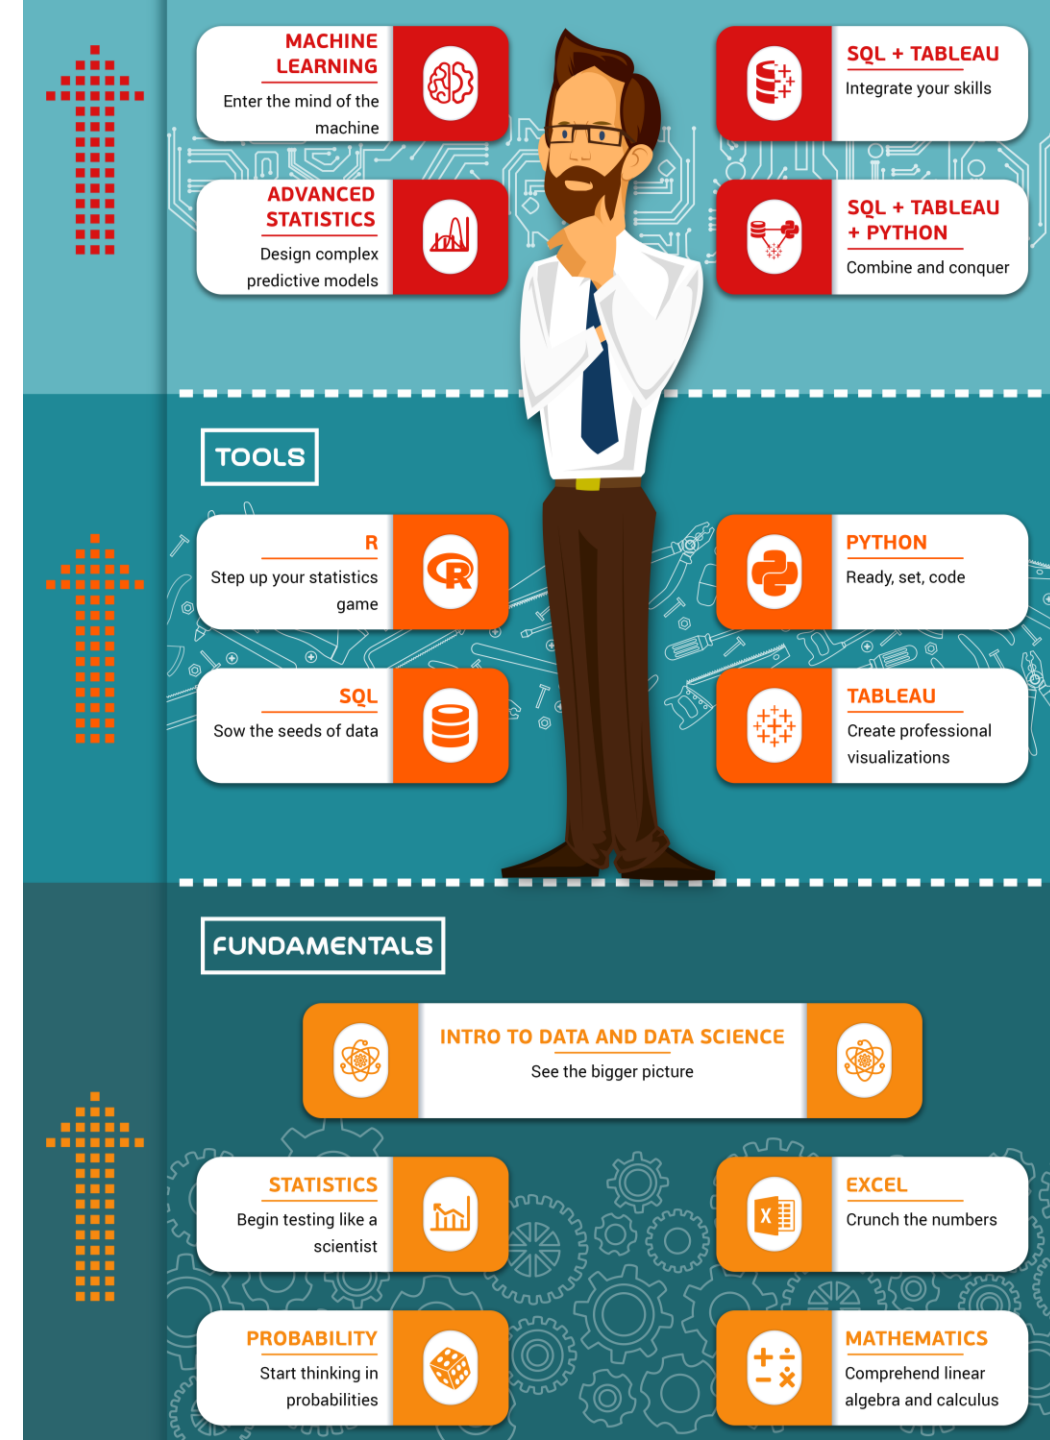 MACHINE
LEARNING
Enter the mind of the
machine
SQL + TABLEAU
Integrate your skills
ADVANCED
STATISTICS
Design complex
predictive models
SQL + TABLEAU
+ PYTHON
Combine and conquer
TOOLS
R
Step up your statistics
game
R
PYTHON
Ready, set, code
SQL
Sow the seeds of data
TABLEAU
Create professional
visualizations
FUNDAMENTALS
INTRO TO DATA AND DATA SCIENCE
See the bigger picture
STATISTICS
Begin testing like a
scientist
X
EXCEL
Crunch the numbers
PROBABILITY
Start thinking in
probabilities
MATHEMATICS
Comprehend linear
algebra and calculus